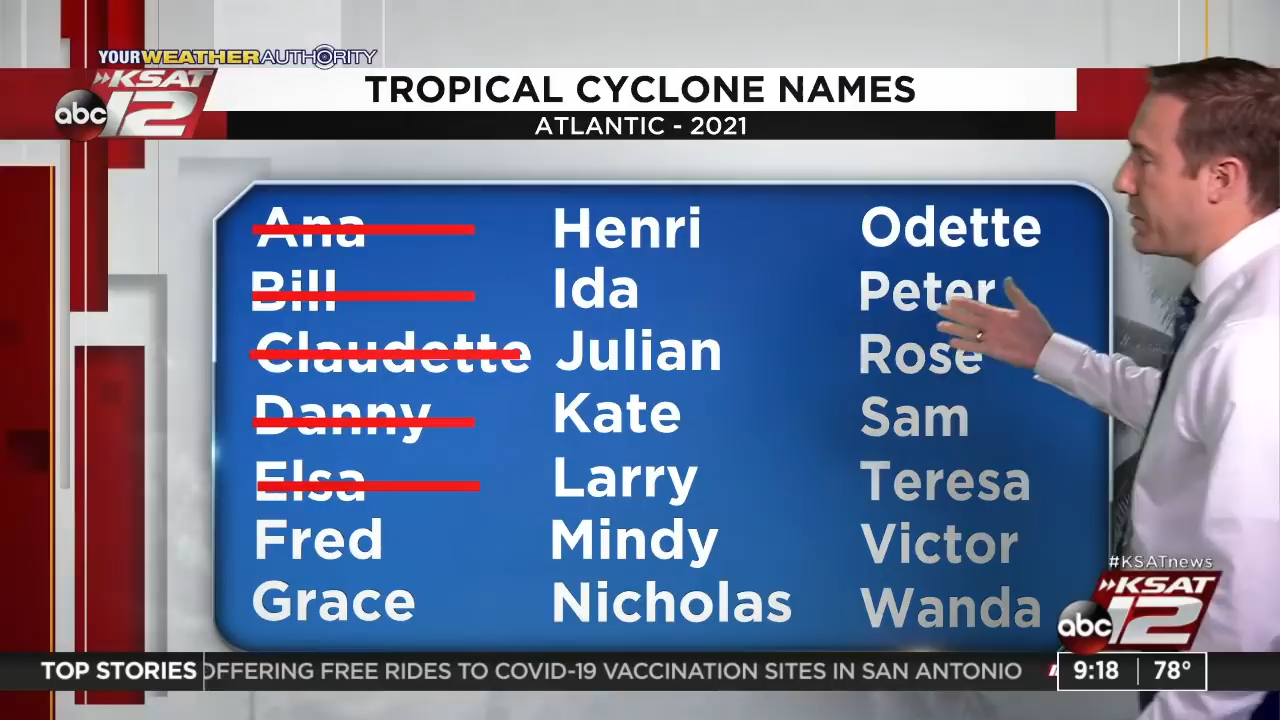 YOUR WEATHER AUTHORITY
KSAT
abc 12
TROPICAL CYCLONE NAMES
ATLANTIC - 2021
Ana
Bill
Claudette
Danny
Elsa
Fred
Grace
Henri
Ida
Julian
Kate
Larry
Mindy
Nicholas
Odette
Peter
Rose
Sam
Teresa
Victor
Wanda
#KSATnews
KSAT
abc 12
TOP STORIES OFFERING FREE RIDES TO COVID-19 VACCINATION SITES IN SAN ANTONIO
9:18 78°